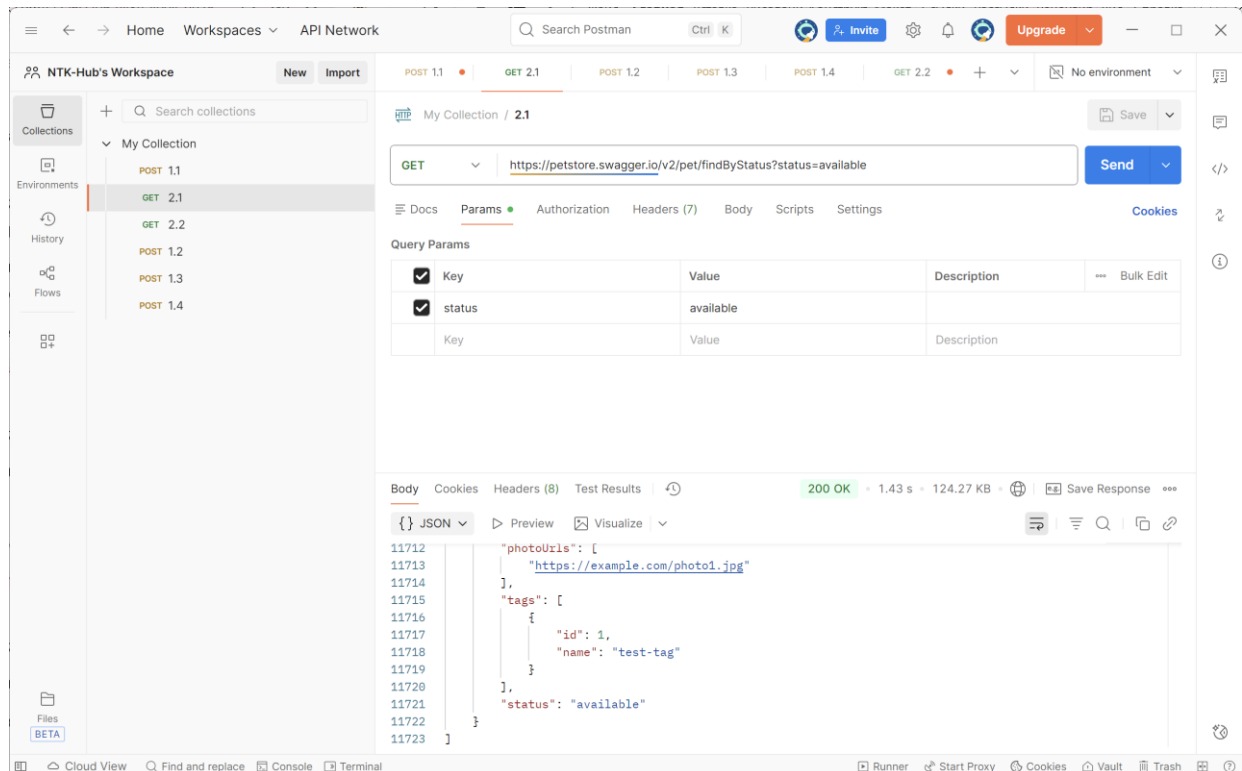 Home Workspaces API Network Search Postman Ctrl K Invite Upgrade
NTK-Hub's Workspace New Import POST 1.1 GET 2.1 POST 1.2 POST 1.3 POST 1.4 GET 2.2 No environment
Collections
Search collections
My Collection / 2.1
Save
My Collection
GET https://petstore.swagger.io/v2/pet/findByStatus?status=available Send
POST 1.1
Environments
GET 2.1
Docs Params Authorization Headers (7) Body Scripts Settings Cookies
GET 2.2
History
Query Params
POST 1.2
Key Value Description Bulk Edit
POST 1.3
Flows
status available
POST 1.4
Key Value Description
Body Cookies Headers (8) Test Results 200 OK 1.43 s 124.27 KB e.g. Save Response
{} JSON Preview Visualize
11712 "photoUrls": [
11713 "https://example.com/photo1.jpg"
11714 ],
11715 "tags": [
11716 {
11717 "id": 1,
11718 "name": "test-tag"
11719 }
11720 ],
11721 "status": "available"
11722 }
11723 ]
Files
BETA
Cloud View Find and replace Console Terminal Runner Start Proxy Cookies Vault Trash